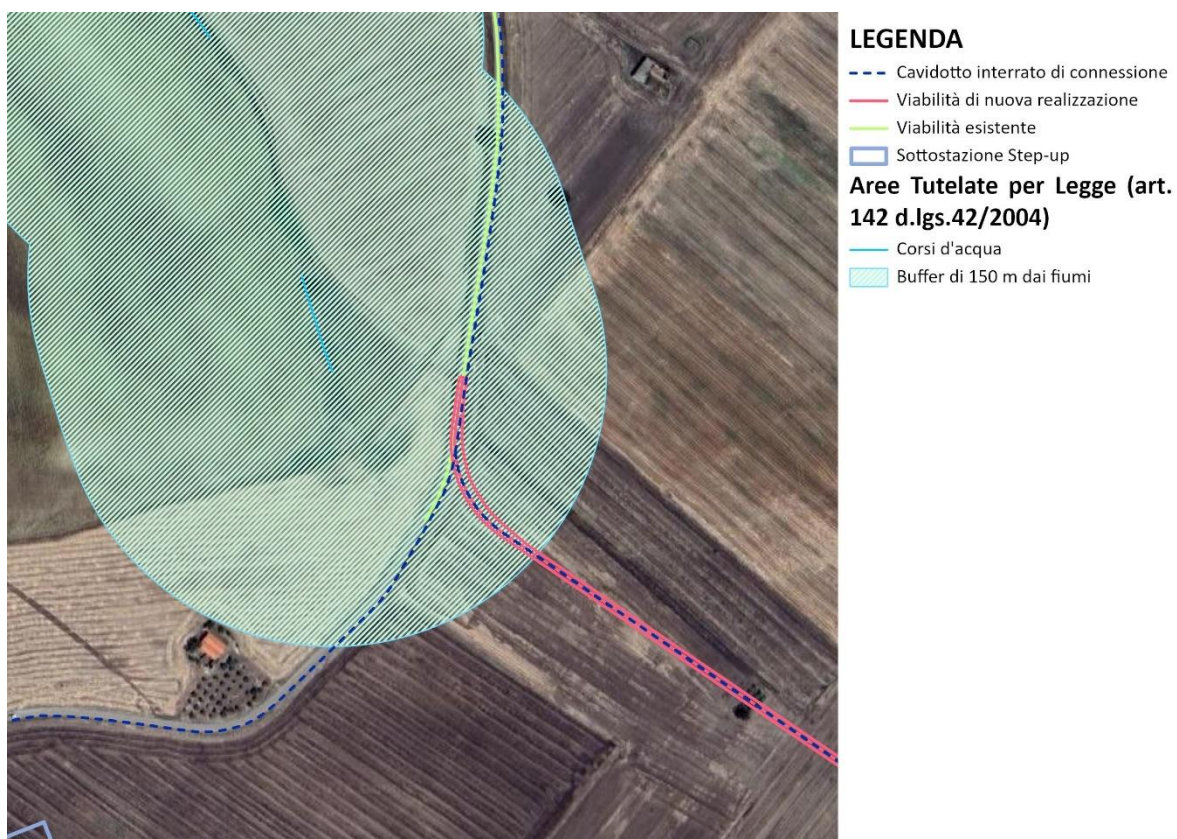 LEGENDA
Cavidotto interrato di connessione
Viabilità di nuova realizzazione
Viabilità esistente
Sottostazione Step-up
Aree Tutelate per Legge (art.
142 d.lgs.42/2004)
Corsi d'acqua
Buffer di 150 m dai fiumi